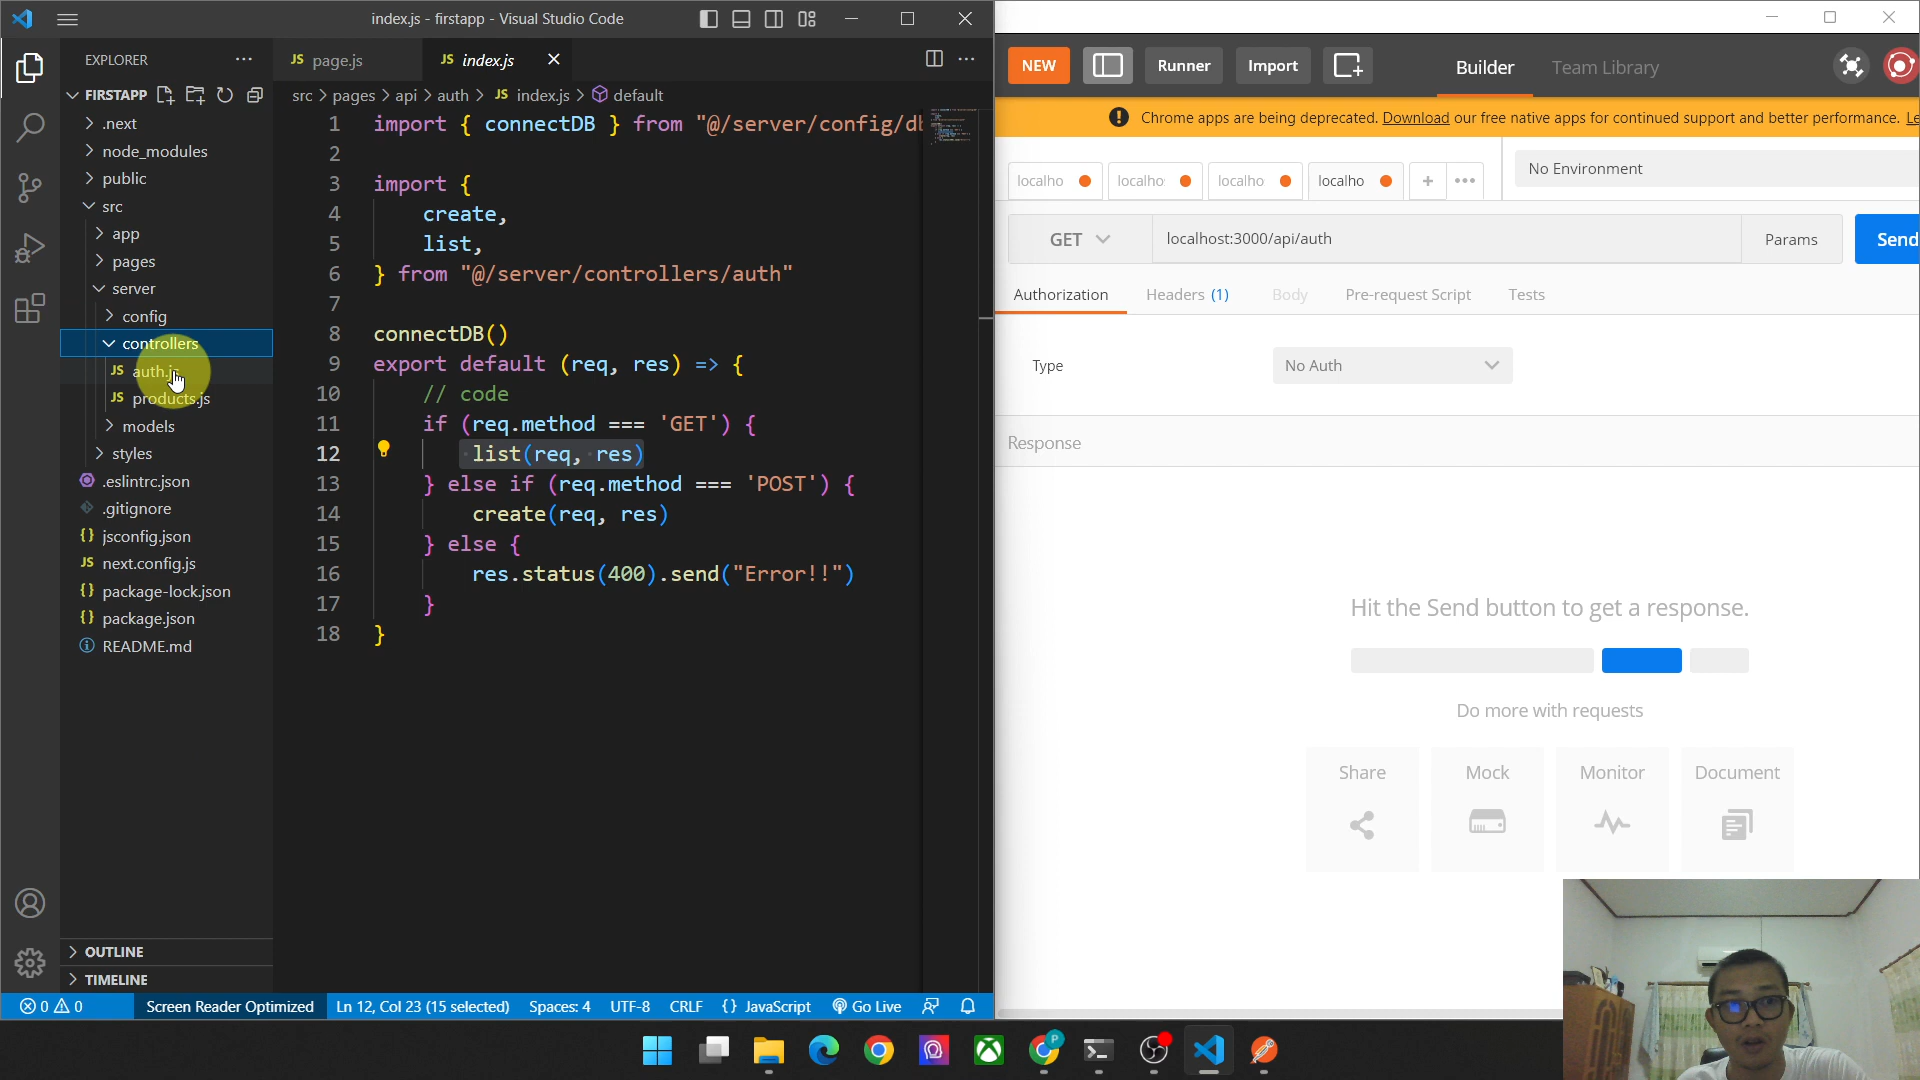 index.js - firstapp - Visual Studio Code
EXPLORER
FIRSTAPP
.next
node_modules
public
src
app
pages
server
config
controllers
JS auth.js
JS products.js
models
styles
.eslintrc.json
.gitignore
{} jsconfig.json
JS next.config.js
{} package-lock.json
{} package.json
README.md
OUTLINE
TIMELINE
JS page.js
JS index.js
src > pages > api > auth > JS index.js > default
1 import { connectDB } from "@/server/config/db
2
3 import {
4 create,
5 list,
6 } from "@/server/controllers/auth"
7
8 connectDB()
9 export default (req, res) => {
10 // code
11 if (req.method === 'GET') {
12 list(req, res)
13 } else if (req.method === 'POST') {
14 create(req, res)
15 } else {
16 res.status(400).send("Error!!")
17 }
18 }
0 0
Screen Reader Optimized
Ln 12, Col 23 (15 selected)
Spaces: 4
UTF-8
CRLF
{} JavaScript
Go Live
NEW
Runner
Import
Builder
Team Library
Chrome apps are being deprecated. Download our free native apps for continued support and better performance. Le
localho
localho
localho
localho
No Environment
GET
localhost:3000/api/auth
Params
Send
Authorization
Headers (1)
Body
Pre-request Script
Tests
Type
No Auth
Response
Hit the Send button to get a response.
Do more with requests
Share
Mock
Monitor
Document
P